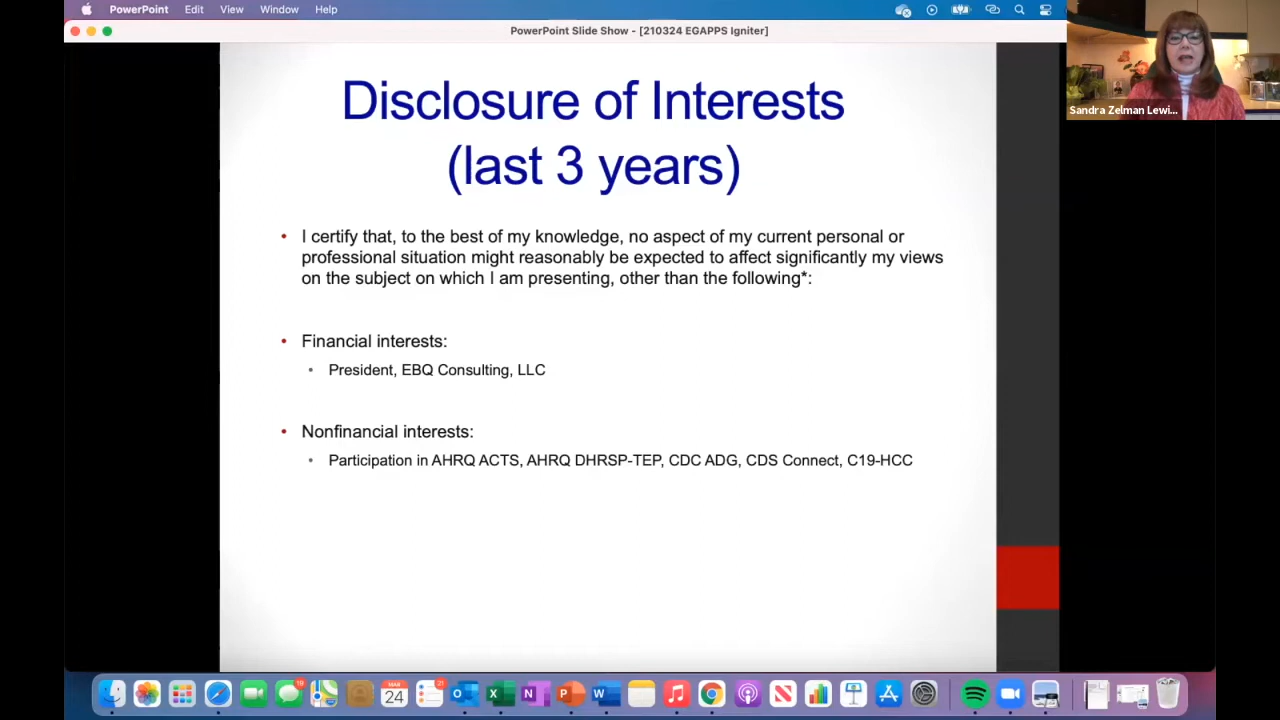 PowerPoint Edit View Window Help
PowerPoint Slide Show - [210324 EGAPPS Igniter]
Sandra Zelman Lewi...
Disclosure of Interests
(last 3 years)
• I certify that, to the best of my knowledge, no aspect of my current personal or
professional situation might reasonably be expected to affect significantly my views
on the subject on which I am presenting, other than the following*:
• Financial interests:
• President, EBQ Consulting, LLC
• Nonfinancial interests:
• Participation in AHRQ ACTS, AHRQ DHRSP-TEP, CDC ADG, CDS Connect, C19-HCC
19
MAR
24
21